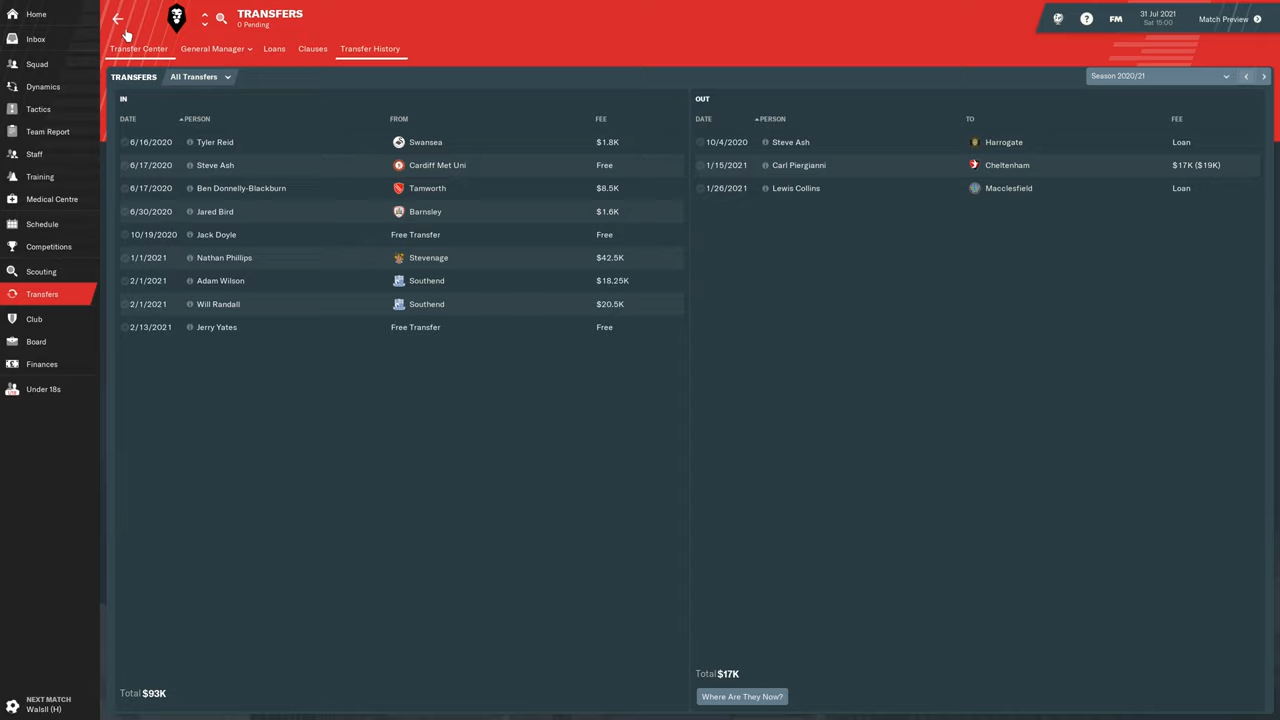 Home
Inbox
Squad
Dynamics
Tactics
Team Report
Staff
Training
Medical Centre
Schedule
Competitions
Scouting
Transfers
Club
Board
Finances
Under 18s
NEXT MATCH
Walsll (H)
TRANSFERS
0 Pending
FM
31 Jul 2021
Sat 15:00
Match Preview
Transfer Center General Manager Loans Clauses Transfer History
TRANSFERS All Transfers
Season 2020/21
IN
DATE PERSON FROM FEE
6/16/2020 Tyler Reid Swansea $1.8K
6/17/2020 Steve Ash Cardiff Met Uni Free
6/17/2020 Ben Donnelly-Blackburn Tamworth $8.5K
6/30/2020 Jared Bird Barnsley $1.6K
10/19/2020 Jack Doyle Free Transfer Free
1/1/2021 Nathan Phillips Stevenage $42.5K
2/1/2021 Adam Wilson Southend $18.25K
2/1/2021 Will Randall Southend $20.5K
2/13/2021 Jerry Yates Free Transfer Free
Total $93K
OUT
DATE PERSON TO FEE
10/4/2020 Steve Ash Harrogate Loan
1/15/2021 Carl Piergianni Cheltenham $17K ($19K)
1/26/2021 Lewis Collins Macclesfield Loan
Total $17K
Where Are They Now?